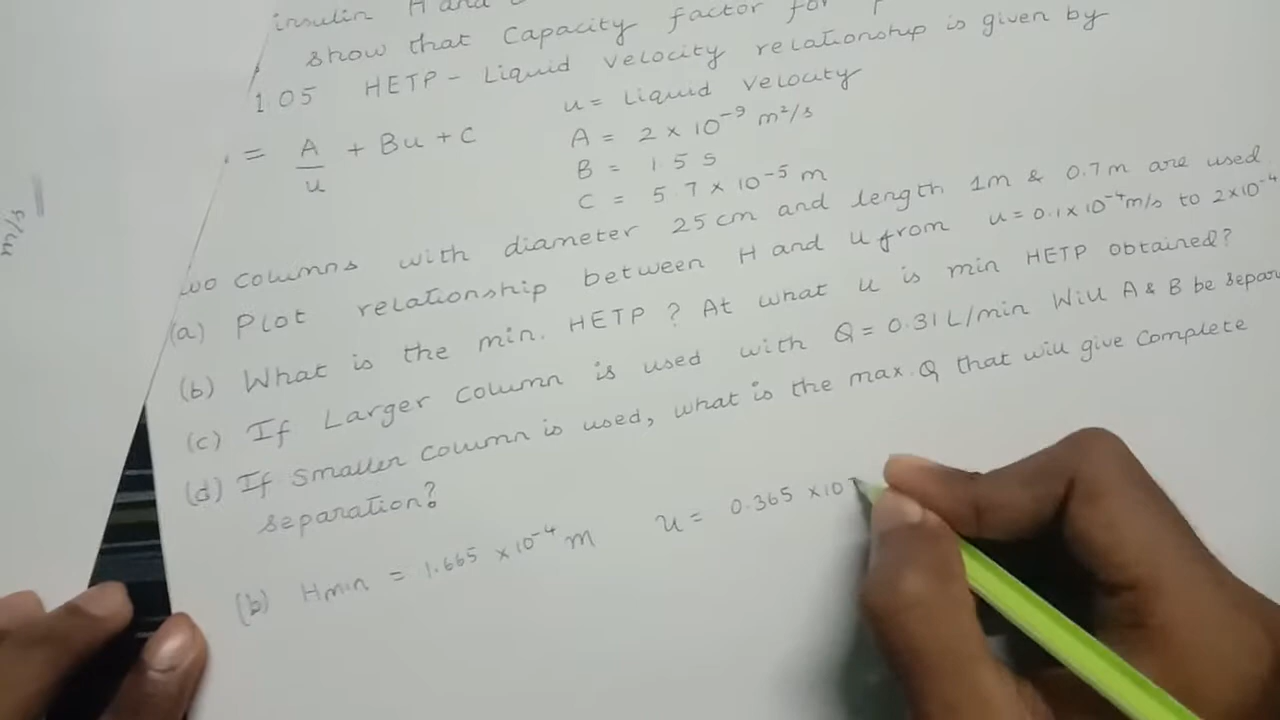 insulin A and
show that Capacity factor for
1.05 HETP - Liquid velocity relationship is given by
= A/u + Bu + C
u = Liquid velocity
A = 2 × 10⁻⁹ m²/s
B = 1.5 s
C = 5.7 × 10⁻⁵ m
wo columns with diameter 25 cm and length 1m & 0.7m are used
(a) Plot relationship between H and u from u = 0.1×10⁻⁴m/s to 2×10⁻⁴
(b) What is the min. HETP? At what u is min HETP obtained?
(c) If Larger column is used with Q = 0.31 L/min Will A & B be separa
(d) If smaller column is used, what is the max. Q that will give Complete
separation?
(b) Hmin = 1.665 × 10⁻⁴ m u = 0.365 × 10